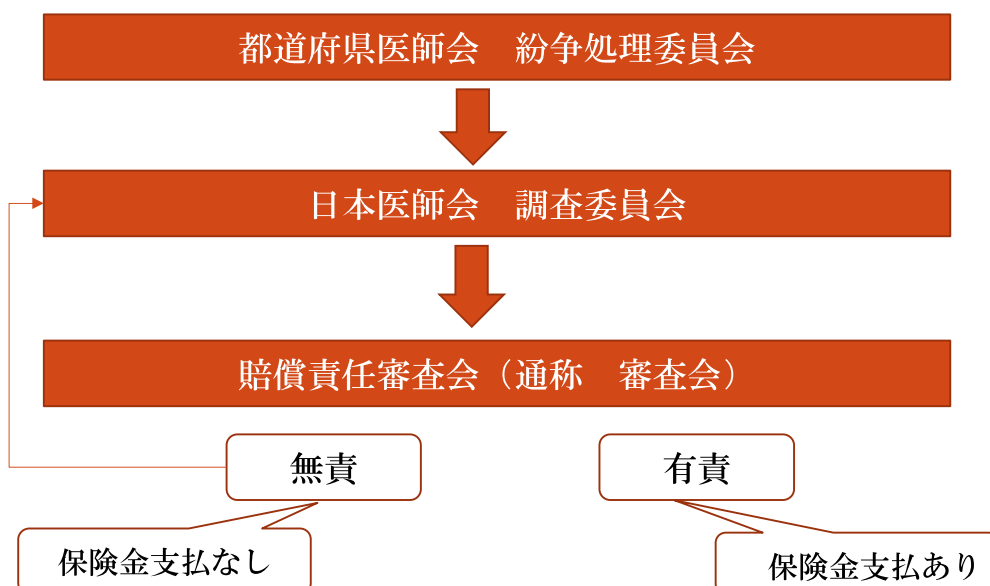 都道府県医師会　紛争処理委員会
日本医師会　調査委員会
賠償責任審査会（通称　審査会）
無責
有責
保険金支払なし
保険金支払あり